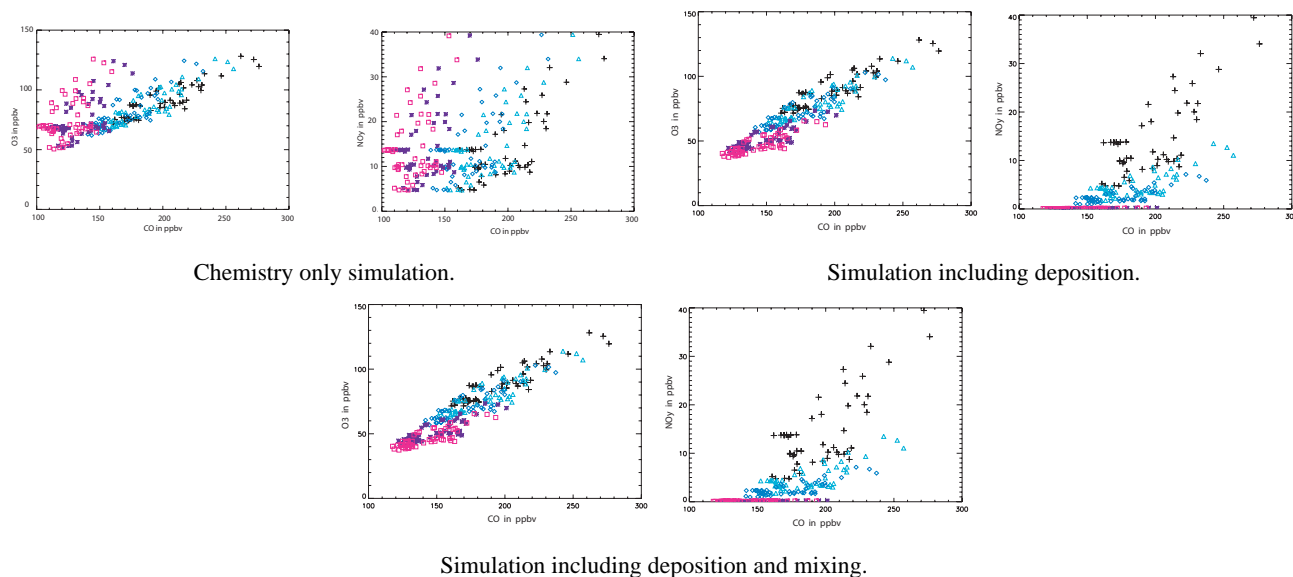 150
100
50
0
O3 in ppbv
100 150 200 250 300
CO in ppbv
40
30
20
10
0
NOy in ppbv
100 150 200 250 300
CO in ppbv
Chemistry only simulation.
150
100
50
0
O3 in ppbv
100 150 200 250 300
CO in ppbv
40
30
20
10
0
NOy in ppbv
100 150 200 250 300
CO in ppbv
Simulation including deposition.
150
100
50
0
O3 in ppbv
100 150 200 250 300
CO in ppbv
40
30
20
10
0
NOy in ppbv
100 150 200 250 300
CO in ppbv
Simulation including deposition and mixing.